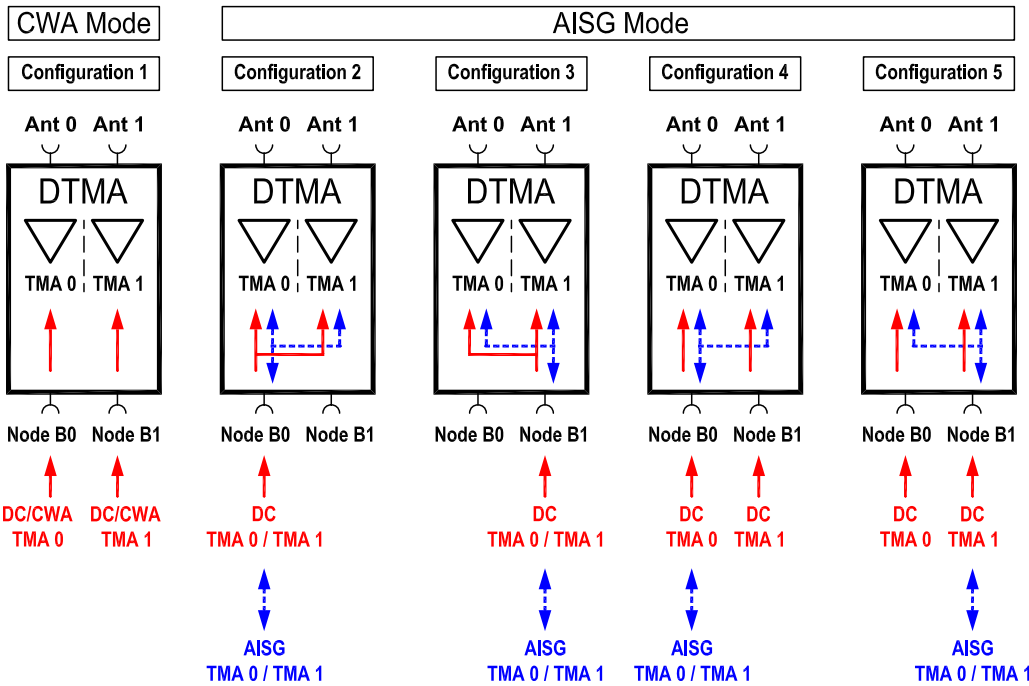 CWA Mode AISG Mode
Configuration 1 Configuration 2 Configuration 3 Configuration 4 Configuration 5
Ant 0 Ant 1 Ant 0 Ant 1 Ant 0 Ant 1 Ant 0 Ant 1 Ant 0 Ant 1
DTMA DTMA DTMA DTMA DTMA
TMA 0 TMA 1 TMA 0 TMA 1 TMA 0 TMA 1 TMA 0 TMA 1 TMA 0 TMA 1
Node B0 Node B1 Node B0 Node B1 Node B0 Node B1 Node B0 Node B1 Node B0 Node B1
DC/CWA DC/CWA DC DC DC DC DC DC
TMA 0 TMA 1 TMA 0 / TMA 1 TMA 0 / TMA 1 TMA 0 TMA 1 TMA 0 TMA 1
AISG AISG AISG AISG
TMA 0 / TMA 1 TMA 0 / TMA 1 TMA 0 / TMA 1 TMA 0 / TMA 1